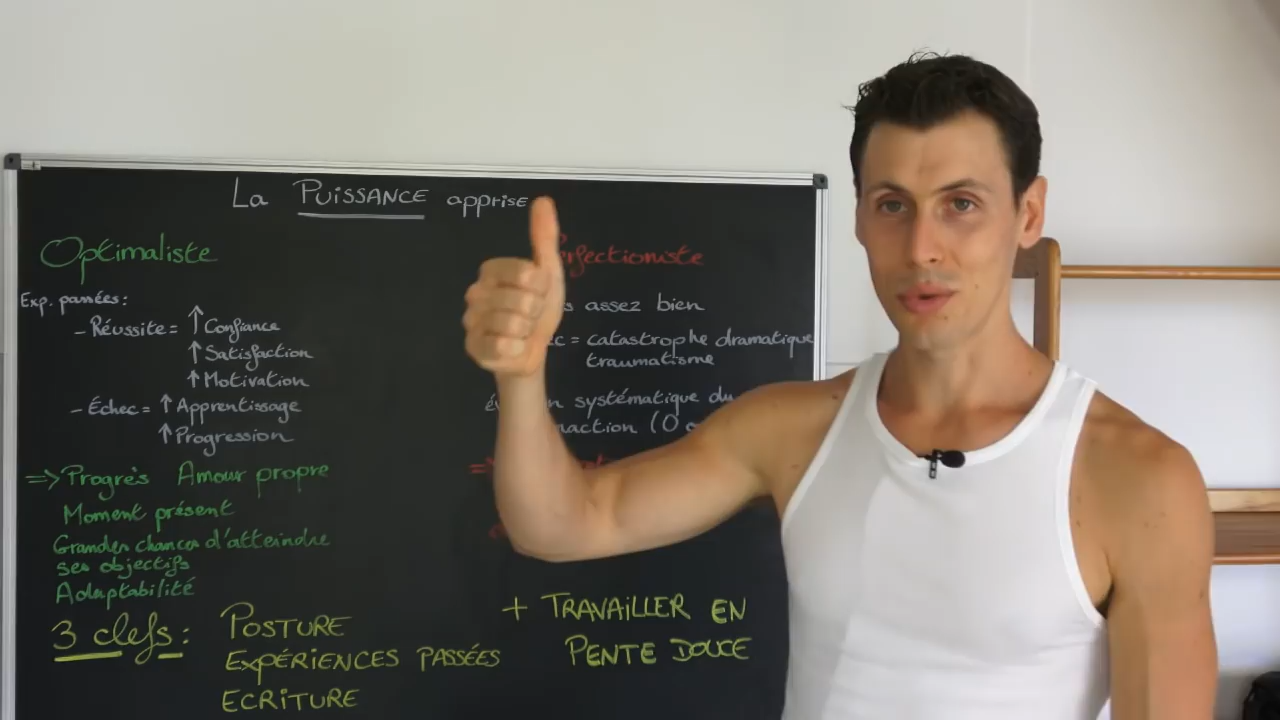 La PUISSANCE apprise
Optimaliste
Exp. passées:
- Réussite = ↑ Confiance
↑ Satisfaction
↑ Motivation
- Échec = ↑ Apprentissage
↑ Progression
=> Progrès Amour propre
Moment présent
Grandes chances d'atteindre
ses objectifs
Adaptabilité
3 clefs:
POSTURE
EXPÉRIENCES PASSÉES
ECRITURE
rfectioniste
assez bien
= catastrophe dramatique
traumatisme
systématique du
naction (0
=>
+ TRAVAILLER EN
PENTE DOUCE